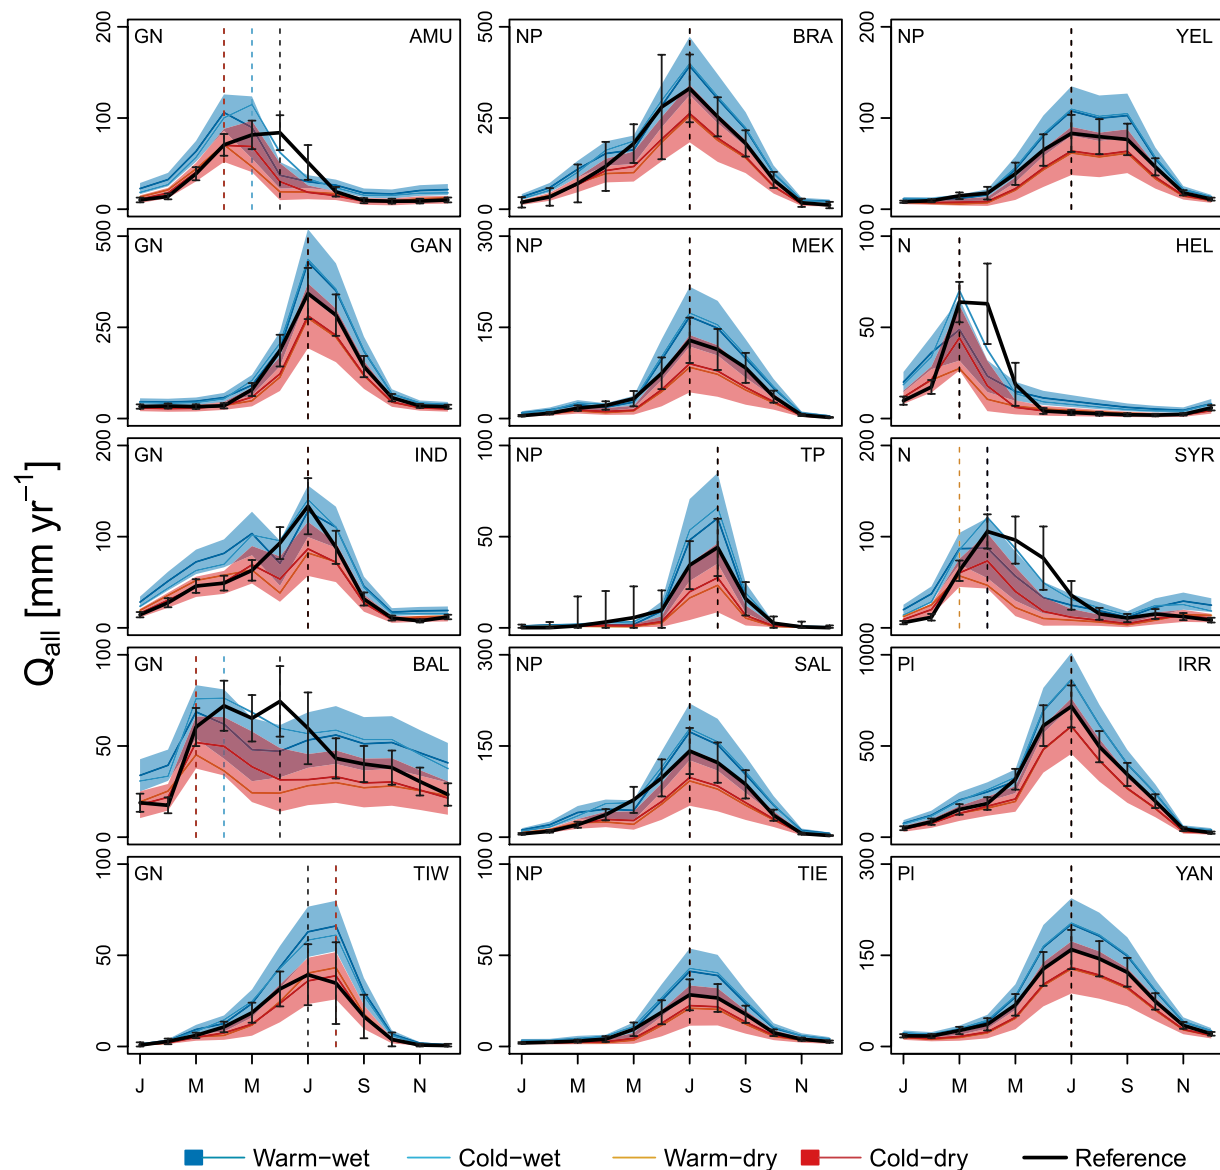 GN AMU NP BRA NP YEL
200 500 200
100 250 100
0 0 0
GN GAN NP MEK N HEL
500 300 100
250 150 50
0 0 0
GN IND NP TP N SYR
200 100 200
100 50 100
0 0 0
Qall [mm yr−1]
GN BAL NP SAL PI IRR
100 300 1000
50 150 500
0 0 0
GN TIW NP TIE PI YAN
100 100 300
50 50 150
0 0 0
J M M J S N J M M J S N J M M J S N
Warm−wet Cold−wet Warm−dry Cold−dry Reference